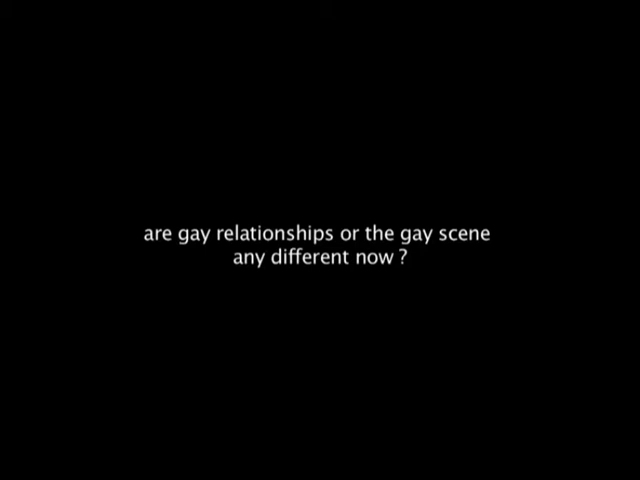 are gay relationships or the gay scene
any different now ?